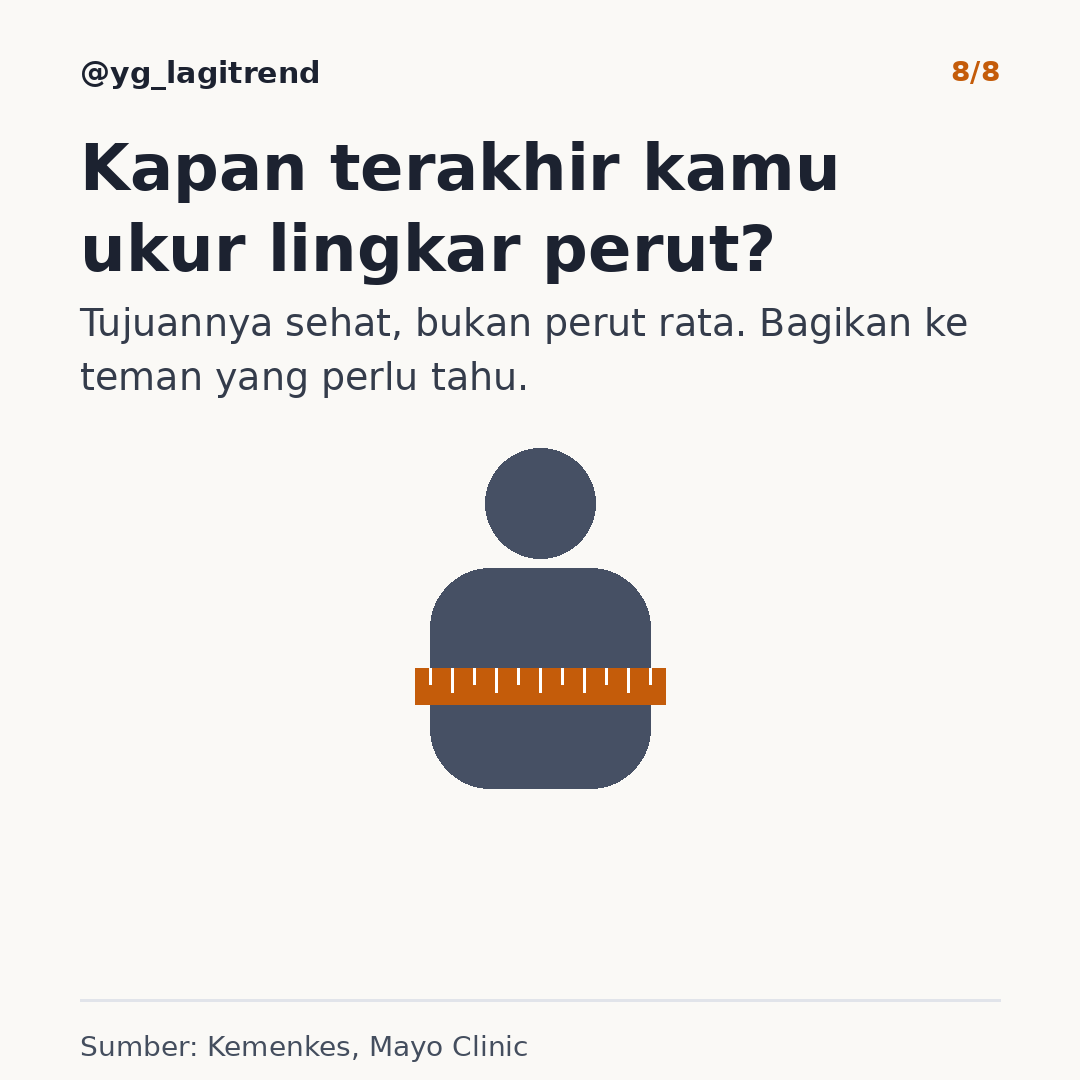 @yg_lagitrend
8/8
Kapan terakhir kamu
ukur lingkar perut?
Tujuannya sehat, bukan perut rata. Bagikan ke
teman yang perlu tahu.
Sumber: Kemenkes, Mayo Clinic